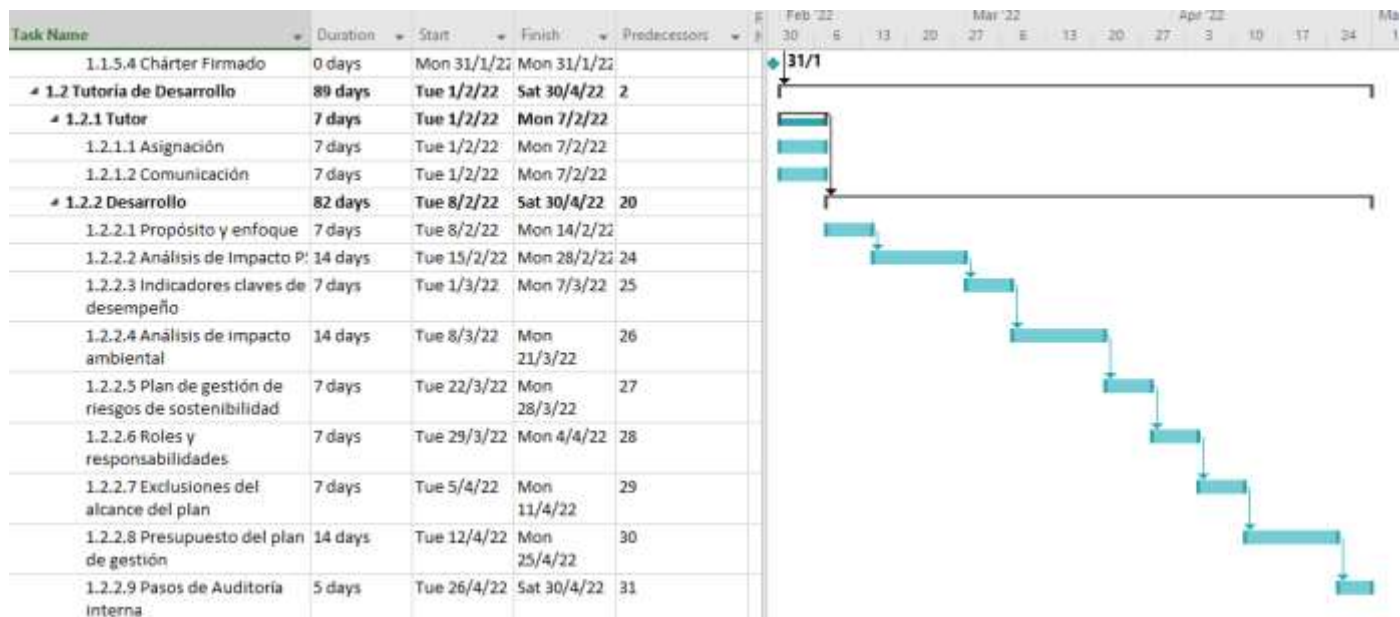 Feb '22 Mar '22 Apr '22
Task Name Duration Start Finish Predecessors 30 6 13 20 27 6 13 20 27 3 10 17 24 1
1.1.5.4 Chárter Firmado 0 days Mon 31/1/22 Mon 31/1/22 31/1
1.2 Tutoría de Desarrollo 89 days Tue 1/2/22 Sat 30/4/22 2
1.2.1 Tutor 7 days Tue 1/2/22 Mon 7/2/22
1.2.1.1 Asignación 7 days Tue 1/2/22 Mon 7/2/22
1.2.1.2 Comunicación 7 days Tue 1/2/22 Mon 7/2/22
1.2.2 Desarrollo 82 days Tue 8/2/22 Sat 30/4/22 20
1.2.2.1 Propósito y enfoque 7 days Tue 8/2/22 Mon 14/2/22
1.2.2.2 Análisis de Impacto 14 days Tue 15/2/22 Mon 28/2/22 24
1.2.2.3 Indicadores claves de 7 days Tue 1/3/22 Mon 7/3/22 25
desempeño
1.2.2.4 Análisis de impacto 14 days Tue 8/3/22 Mon 26
ambiental 21/3/22
1.2.2.5 Plan de gestión de 7 days Tue 22/3/22 Mon 27
riesgos de sostenibilidad 28/3/22
1.2.2.6 Roles y 7 days Tue 29/3/22 Mon 4/4/22 28
responsabilidades
1.2.2.7 Exclusiones del 7 days Tue 5/4/22 Mon 29
alcance del plan 11/4/22
1.2.2.8 Presupuesto del plan 14 days Tue 12/4/22 Mon 30
de gestión 25/4/22
1.2.2.9 Pasos de Auditoría 5 days Tue 26/4/22 Sat 30/4/22 31
interna